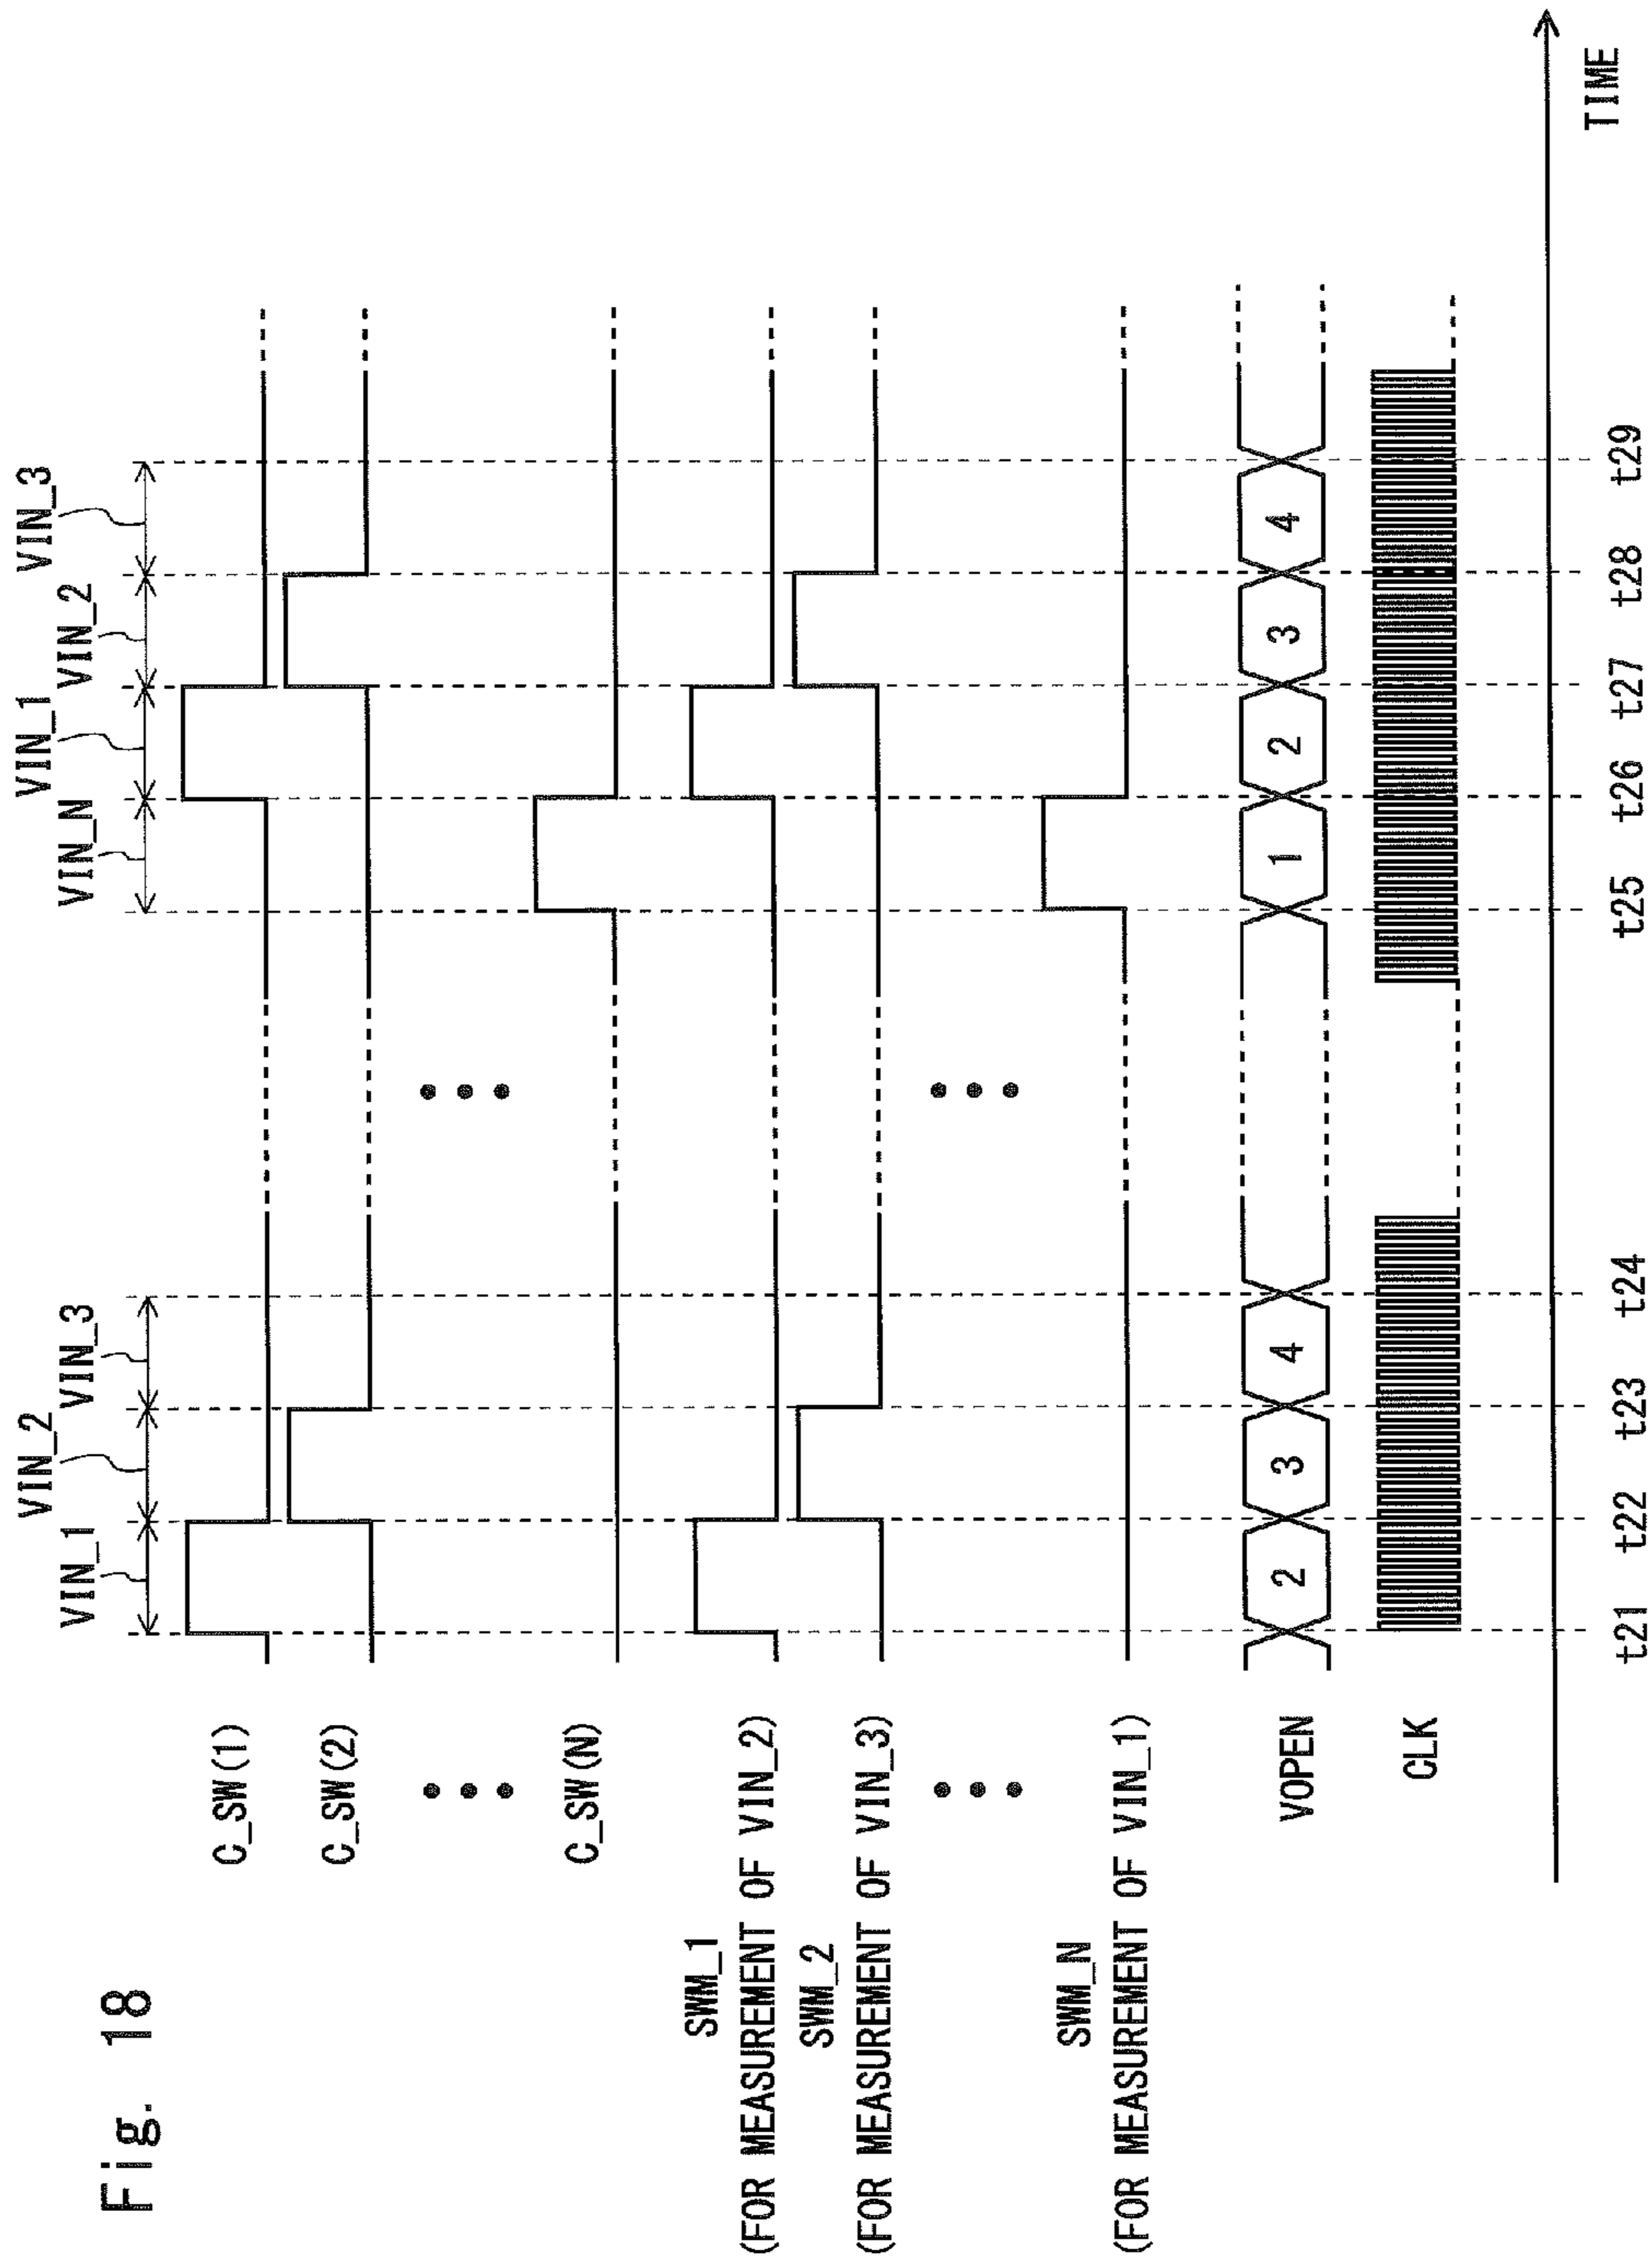 Fig. 18
VIN_1
VIN_2
VIN_3
VIN_N
VIN_1
VIN_2
VIN_3
C_SW(1)
C_SW(2)
C_SW(N)
SWM_1
(FOR MEASUREMENT OF VIN_2)
SWM_2
(FOR MEASUREMENT OF VIN_3)
SWM_N
(FOR MEASUREMENT OF VIN_1)
VOPEN
2
3
4
1
2
3
4
CLK
t21
t22
t23
t24
t25
t26
t27
t28
t29
TIME